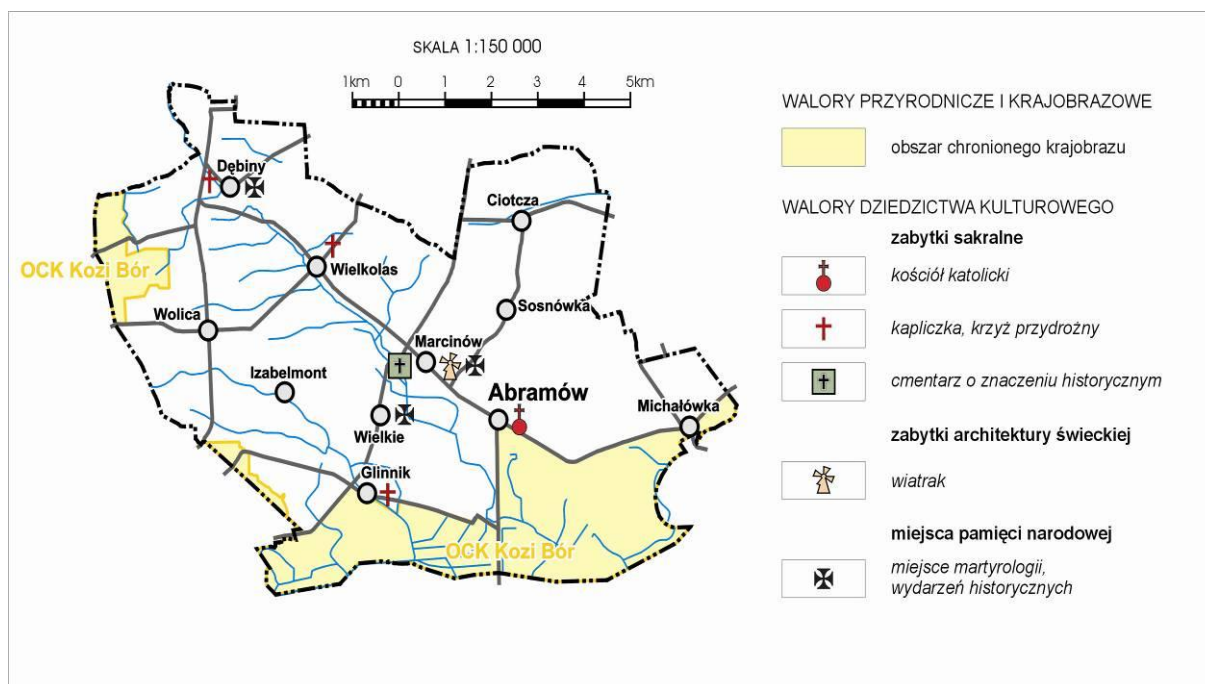 SKALA 1:150 000
1km 0 1 2 3 4 5km
Dębiny
Ciotcza
OCK Kozi Bór
Wielkolas
Wolica
Sosnówka
Marcinów
Izabelmont
Abramów
Michałówka
Wielkie
Glinnik
OCK Kozi Bór
WALORY PRZYRODNICZE I KRAJOBRAZOWE
obszar chronionego krajobrazu
WALORY DZIEDZICTWA KULTUROWEGO
zabytki sakralne
kościół katolicki
kapliczka, krzyż przydrożny
cmentarz o znaczeniu historycznym
zabytki architektury świeckiej
wiatrak
miejsca pamięci narodowej
miejsce martyrologii,
wydarzeń historycznych